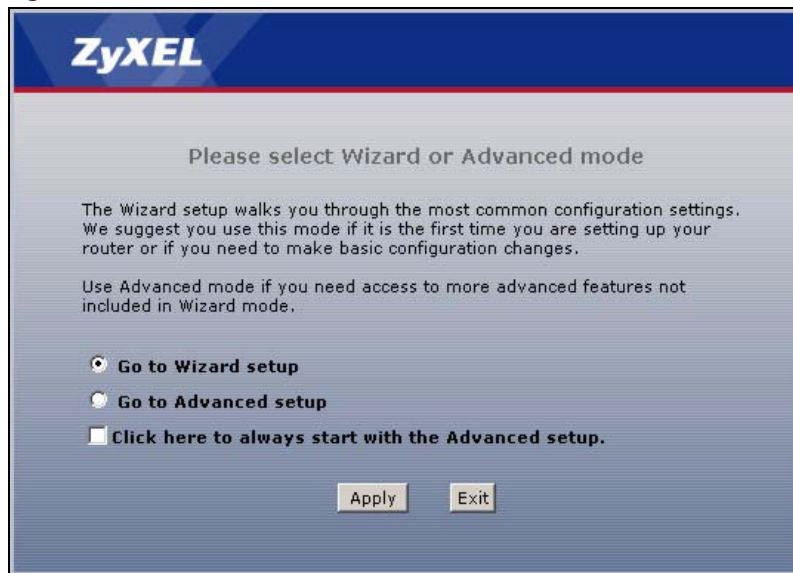 ZyXEL
Please select Wizard or Advanced mode
The Wizard setup walks you through the most common configuration settings.
We suggest you use this mode if it is the first time you are setting up your
router or if you need to make basic configuration changes.
Use Advanced mode if you need access to more advanced features not
included in Wizard mode.
Go to Wizard setup
Go to Advanced setup
Click here to always start with the Advanced setup.
Apply Exit